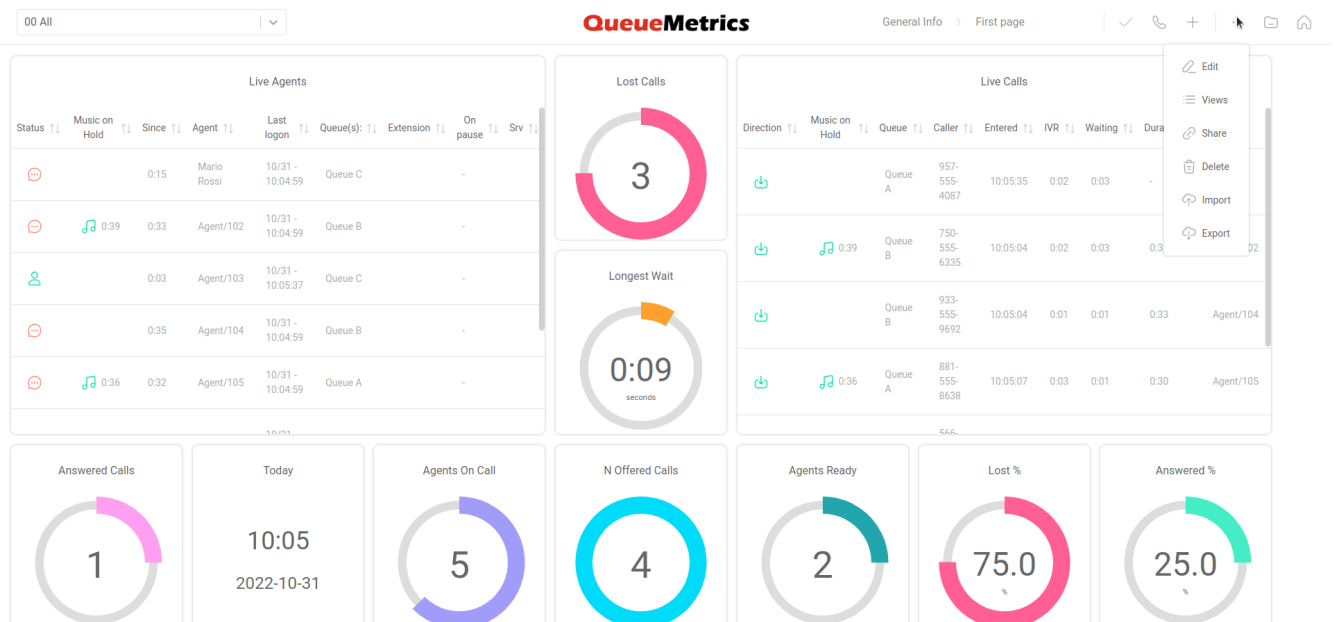 00 All
QueueMetrics
General Info > First page
Edit
Views
Share
Delete
Import
Export
Live Agents
Status Music on Hold Since Agent Last logon Queue(s): Extension On pause Srv
0:15 Mario Rossi 10/31 - 10:04:59 Queue C -
0:39 0:33 Agent/102 10/31 - 10:04:59 Queue B -
0:03 Agent/103 10/31 - 10:05:37 Queue C -
0:35 Agent/104 10/31 - 10:04:59 Queue B -
0:36 0:32 Agent/105 10/31 - 10:04:59 Queue A -
Lost Calls
3
Longest Wait
0:09
seconds
Live Calls
Direction Music on Hold Queue Caller Entered IVR Waiting Dura
Queue A 957-555-4087 10:05:35 0:02 0:03 -
0:39 Queue B 750-555-6335 10:05:04 0:02 0:03 0:3 02
Queue B 933-555-9692 10:05:04 0:01 0:01 0:33 Agent/104
0:36 Queue A 881-555-8638 10:05:07 0:03 0:01 0:30 Agent/105
Answered Calls
1
Today
10:05
2022-10-31
Agents On Call
5
N Offered Calls
4
Agents Ready
2
Lost %
75.0
%
Answered %
25.0
%